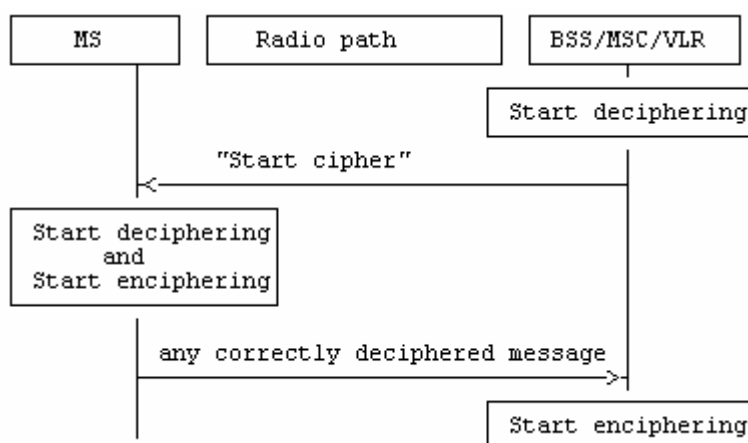 MS
Radio path
BSS/MSC/VLR
Start deciphering
"Start cipher"
Start deciphering
and
Start enciphering
any correctly deciphered message
Start enciphering